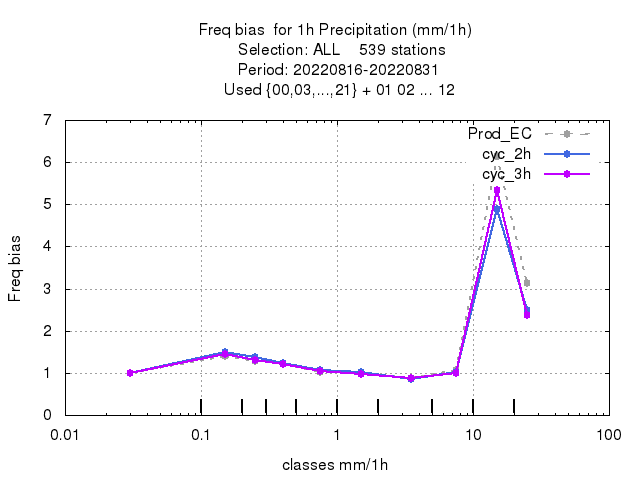 Freq bias  for 1h Precipitation (mm/1h)
Selection: ALL    539 stations
Period: 20220816-20220831
Used {00,03,...,21} + 01 02 ... 12
Prod_EC
cyc_2h
cyc_3h
7
6
5
4
3
2
1
0
Freq bias
0.01
0.1
1
10
100
classes mm/1h